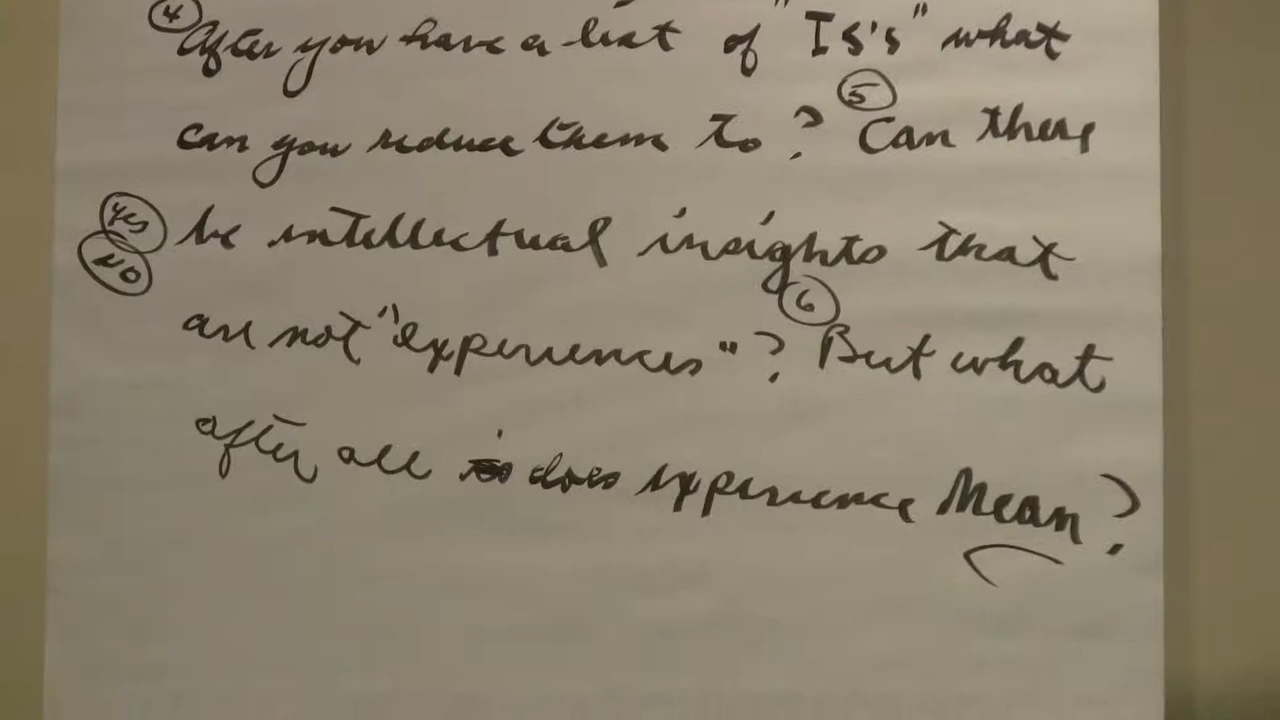 ④ After you have a list of "Is's" what
can you reduce them to? ⑤ Can there
YES NO be intellectual insights that
are not "experiences"? ⑥ But what
after all does experience Mean?